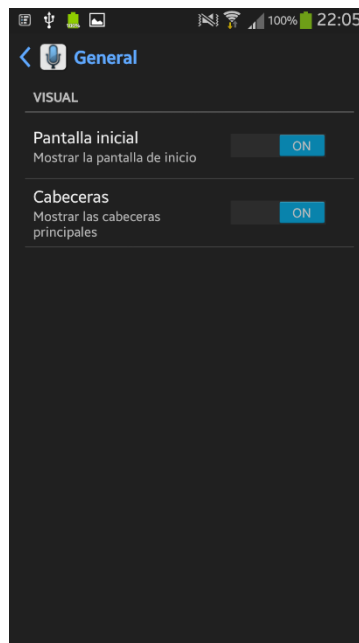 100% 22:05
General
VISUAL
Pantalla inicial
Mostrar la pantalla de inicio
ON
Cabeceras
Mostrar las cabeceras
principales
ON